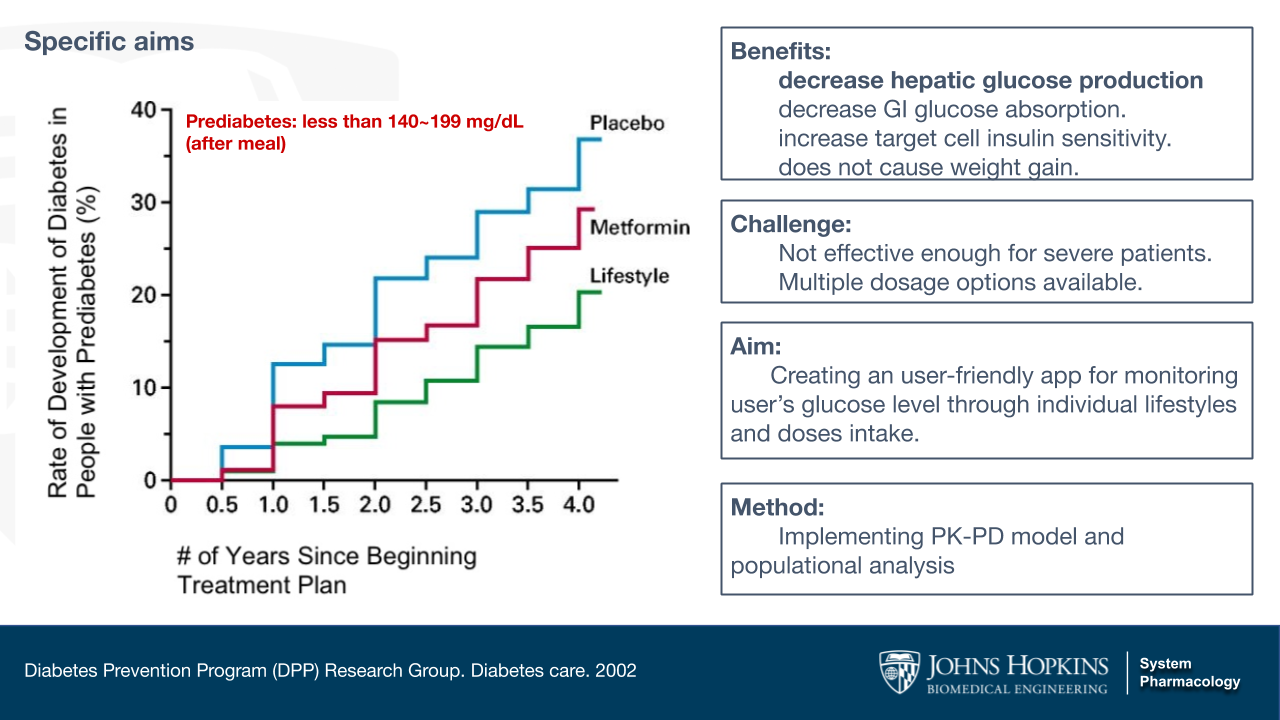 Specific aims
Rate of Development of Diabetes in
People with Prediabetes (%)
40
30
20
10
0
Prediabetes: less than 140~199 mg/dL
(after meal)
Placebo
Metformin
Lifestyle
0 0.5 1.0 1.5 2.0 2.5 3.0 3.5 4.0
# of Years Since Beginning
Treatment Plan
Benefits:
decrease hepatic glucose production
decrease GI glucose absorption.
increase target cell insulin sensitivity.
does not cause weight gain.
Challenge:
Not effective enough for severe patients.
Multiple dosage options available.
Aim:
Creating an user-friendly app for monitoring
user’s glucose level through individual lifestyles
and doses intake.
Method:
Implementing PK-PD model and
populational analysis
Diabetes Prevention Program (DPP) Research Group. Diabetes care. 2002
JOHNS HOPKINS
BIOMEDICAL ENGINEERING
System
Pharmacology